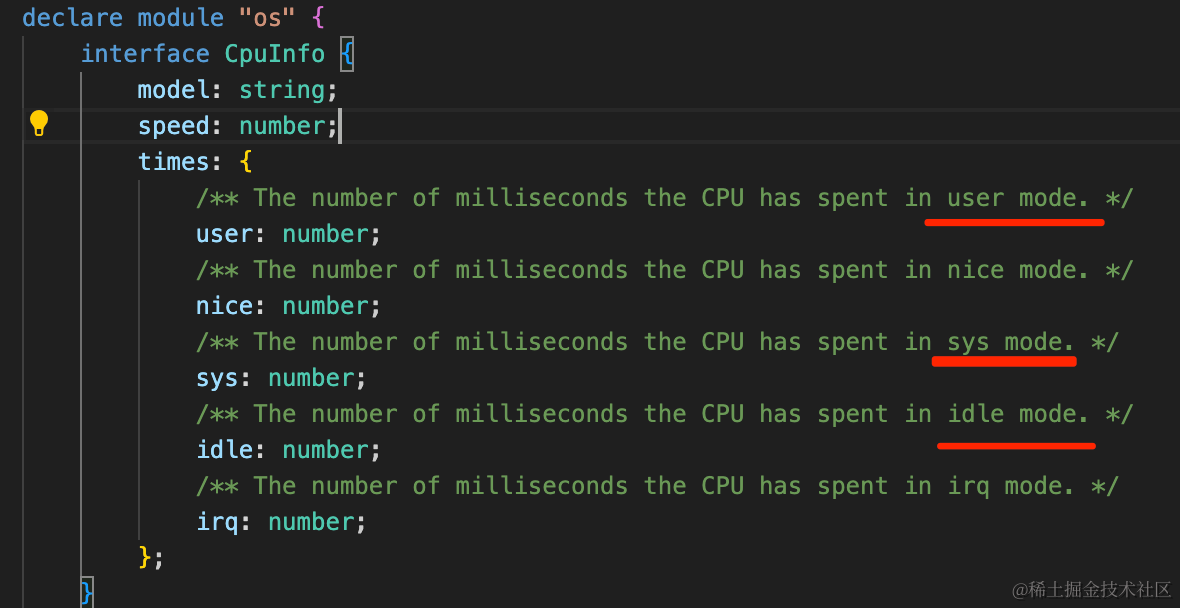 declare module "os" {
interface CpuInfo {
model: string;
speed: number;
times: {
/** The number of milliseconds the CPU has spent in user mode. */
user: number;
/** The number of milliseconds the CPU has spent in nice mode. */
nice: number;
/** The number of milliseconds the CPU has spent in sys mode. */
sys: number;
/** The number of milliseconds the CPU has spent in idle mode. */
idle: number;
/** The number of milliseconds the CPU has spent in irq mode. */
irq: number;
};
}
@稀土掘金技术社区